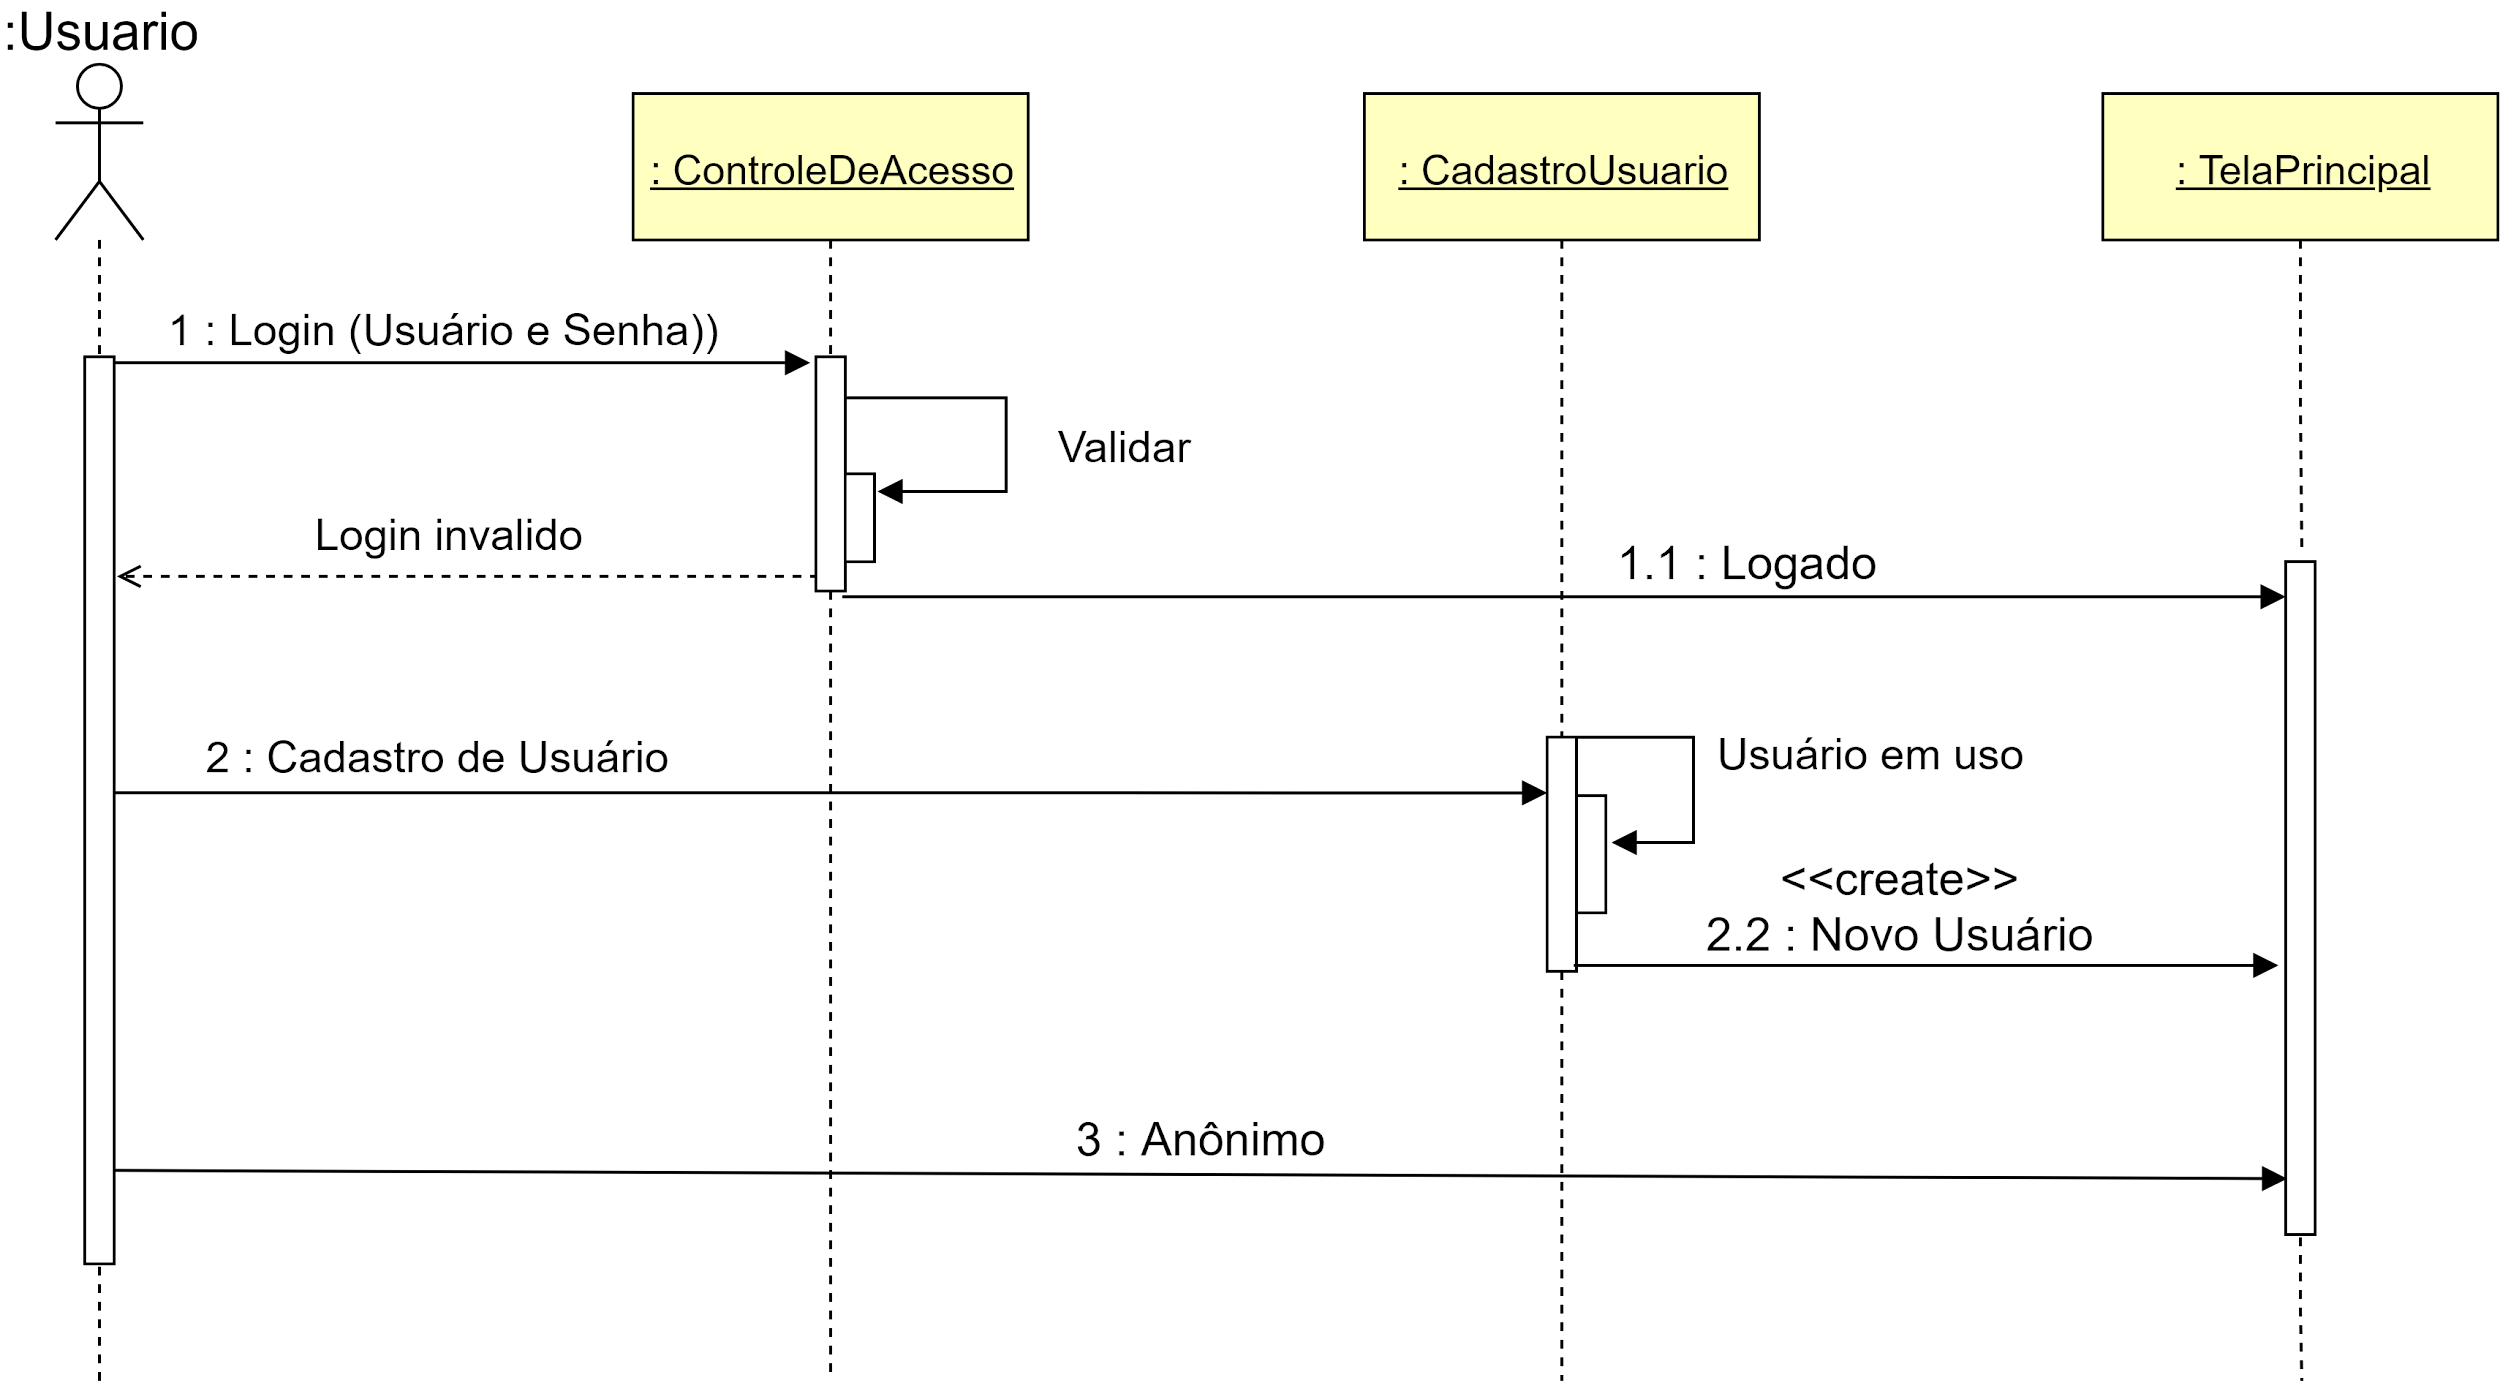 :Usuario
: ControleDeAcesso
: CadastroUsuario
: TelaPrincipal
1 : Login (Usuário e Senha))
Validar
Login invalido
1.1 : Logado
2 : Cadastro de Usuário
Usuário em uso
<<create>>
2.2 : Novo Usuário
3 : Anônimo